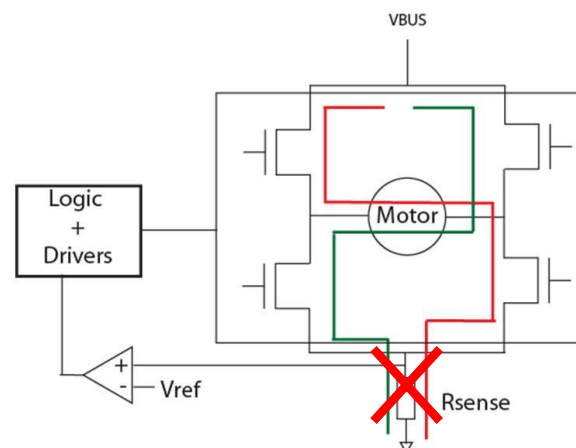 VBUS
Logic
+
Drivers
Motor
+
-
Vref
Rsense